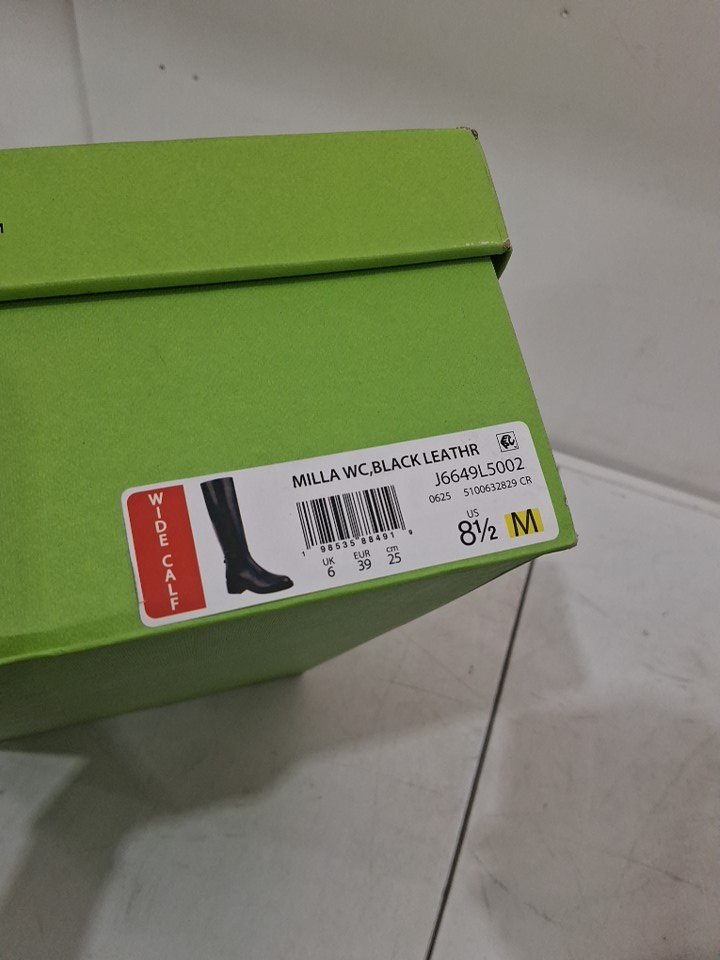 MILLA WC,BLACK LEATHR
J6649L5002
0625 5100632829 CR
WIDE CALF
1 98535 88491 9
UK EUR cm
6 39 25
US
8½ M